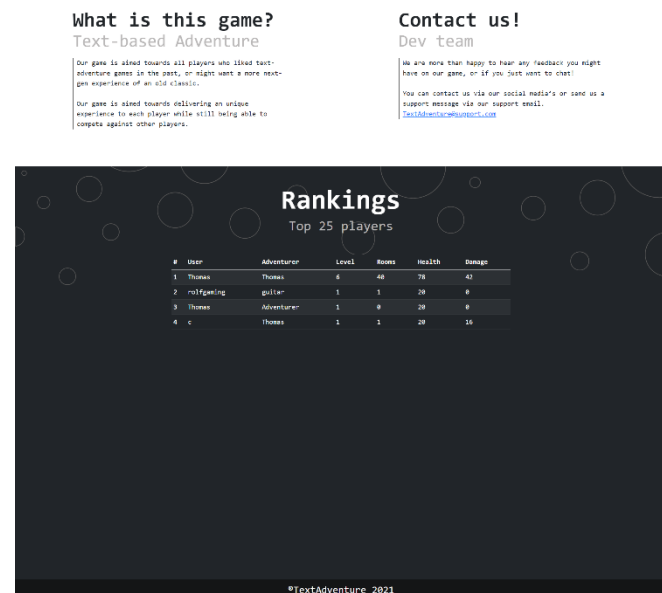 What is this game?
Text-based Adventure
Our game is aimed towards all players who liked text-
adventure games in the past, or might want a more next-
gen experience of an old classic.
Our game is aimed towards delivering an unique
experience to each player while still being able to
compete against other players.
Contact us!
Dev team
We are more than happy to hear any feedback you might
have on our game, or if you just want to chat!
You can contact us via our social media's or send us a
support message via our support email.
TextAdventure@support.com
Rankings
Top 25 players
# User Adventurer Level Rooms Health Damage
1 Thomas Thomas 6 40 78 42
2 rolfgaming guitar 1 1 20 0
3 Thomas Adventurer 1 0 20 0
4 c Thomas 1 1 20 16
©TextAdventure 2021